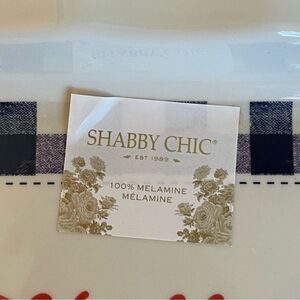 SHABBY CHIC®
EST 1989
100% MELAMINE
MÉLAMINE